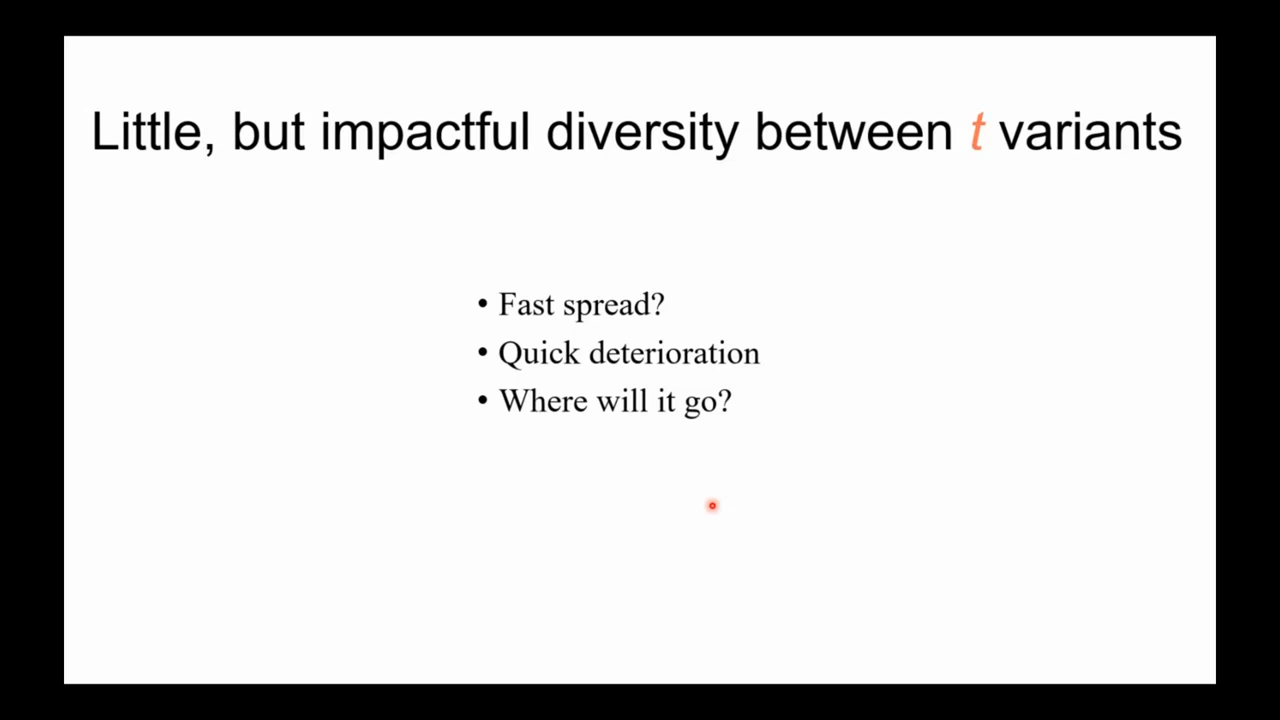 Little, but impactful diversity between t variants
• Fast spread?
• Quick deterioration
• Where will it go?